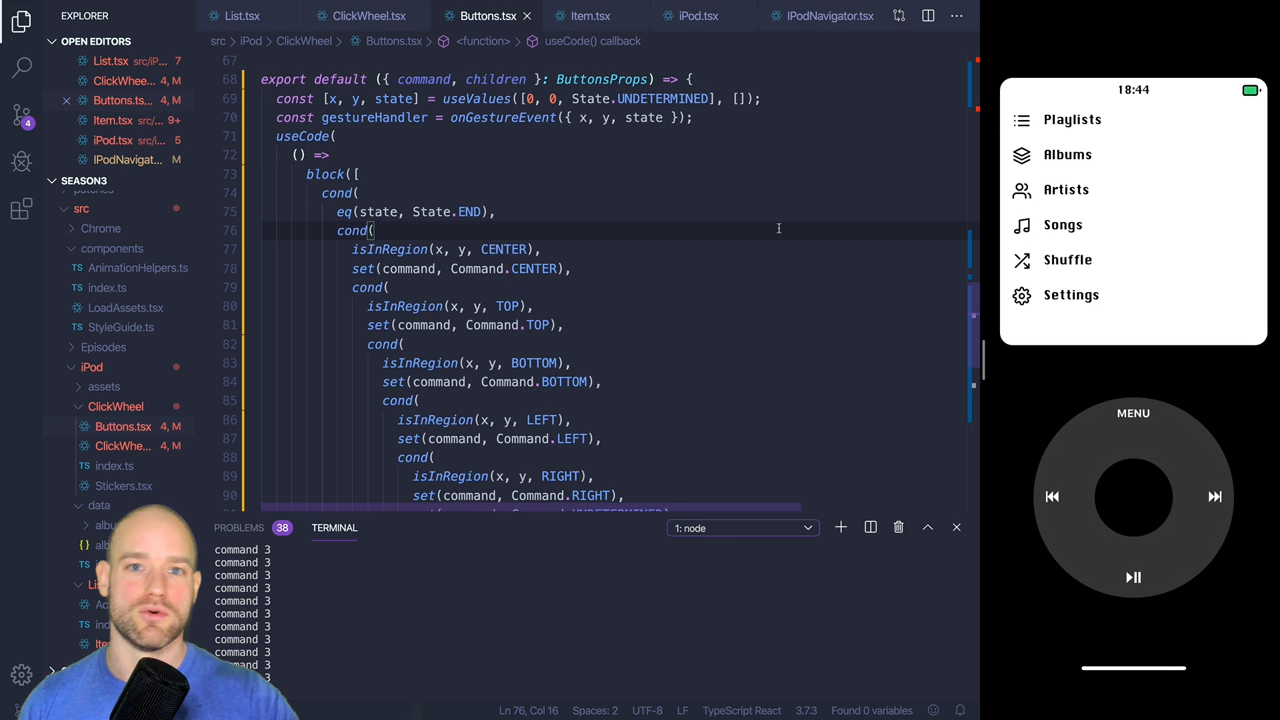 EXPLORER
OPEN EDITORS
List.tsx src/iP... 7
ClickWhee... 4, M
Buttons.ts... 4, M
Item.tsx src/... 9+
iPod.tsx src/i... 5
IPodNavigat... M
SEASON3
patches
src
Chrome
components
AnimationHelpers.ts
index.ts
LoadAssets.tsx
StyleGuide.ts
Episodes
iPod
assets
ClickWheel
Buttons.tsx 4, M
ClickWhe... 4, M
index.ts
Stickers.tsx
data
4
List.tsx
ClickWheel.tsx
Buttons.tsx
Item.tsx
iPod.tsx
IPodNavigator.tsx
src > iPod > ClickWheel > Buttons.tsx > <function> > useCode() callback
67
68 export default ({ command, children }: ButtonsProps) => {
69 const [x, y, state] = useValues([0, 0, State.UNDETERMINED], []);
70 const gestureHandler = onGestureEvent({ x, y, state });
71 useCode(
72 () =>
73 block([
74 cond(
75 eq(state, State.END),
76 cond(
77 isInRegion(x, y, CENTER),
78 set(command, Command.CENTER),
79 cond(
80 isInRegion(x, y, TOP),
81 set(command, Command.TOP),
82 cond(
83 isInRegion(x, y, BOTTOM),
84 set(command, Command.BOTTOM),
85 cond(
86 isInRegion(x, y, LEFT),
87 set(command, Command.LEFT),
88 cond(
89 isInRegion(x, y, RIGHT),
90 set(command, Command.RIGHT),
PROBLEMS 38 TERMINAL 1: node
command 3
command 3
command 3
command 3
command 3
command 3
command 3
command 3
command 3
command 3
3
Ln 76, Col 16 Spaces: 2 UTF-8 LF TypeScript React 3.7.3 Found 0 variables
18:44
Playlists
Albums
Artists
Songs
Shuffle
Settings
MENU